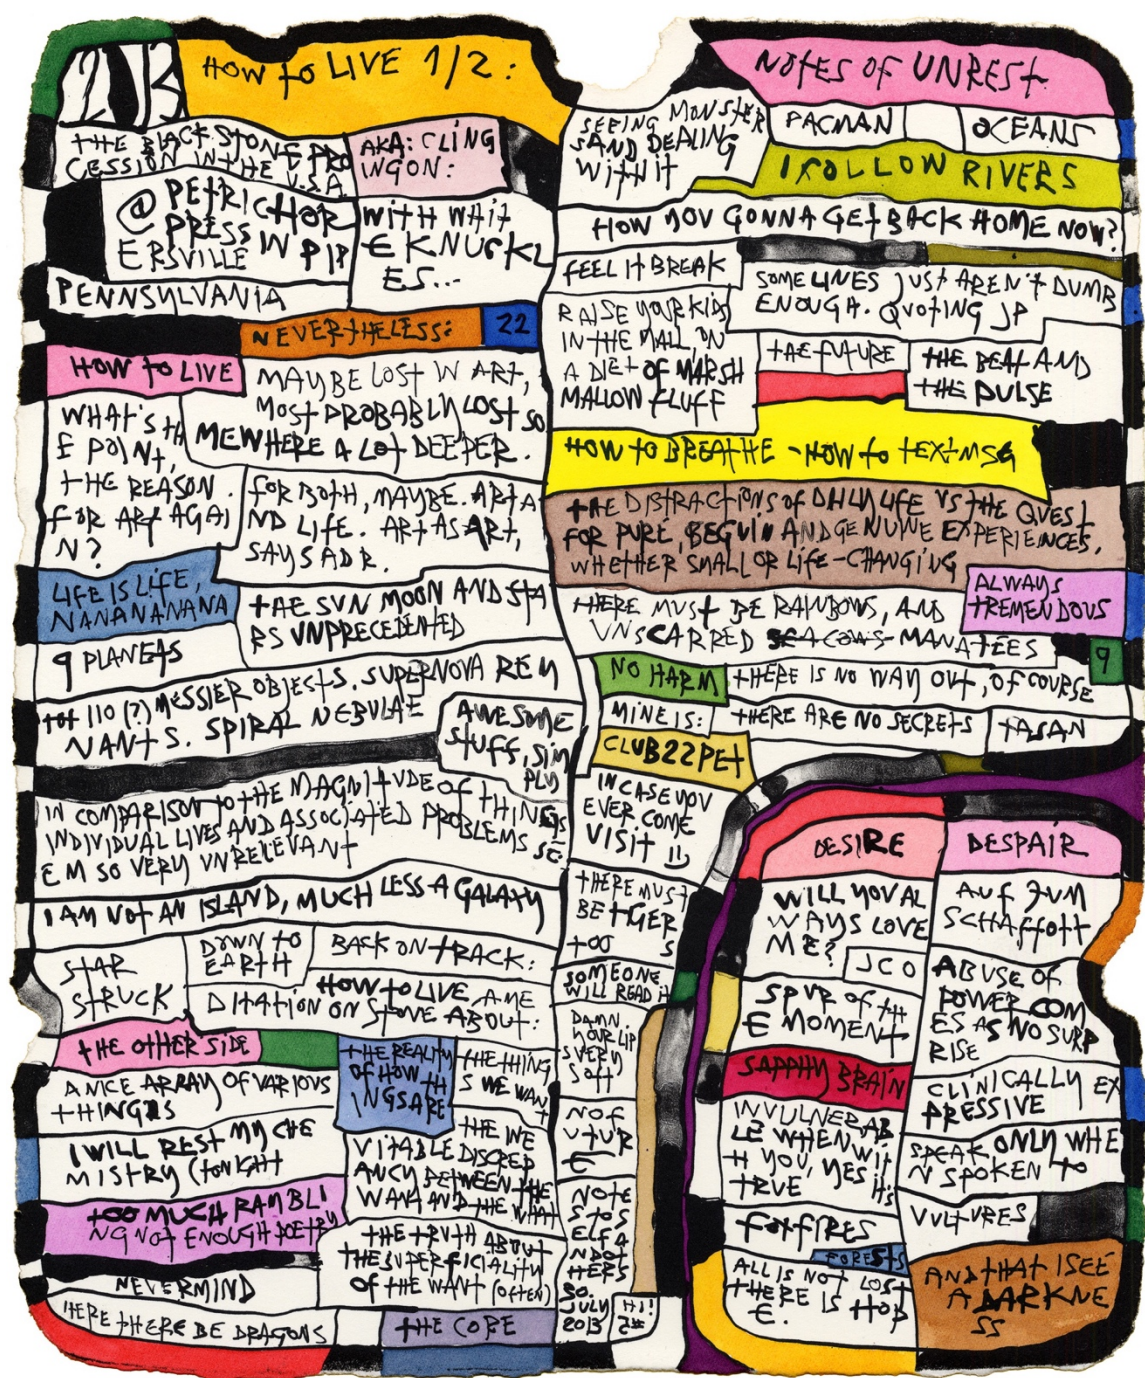 2013
HOW to LIVE 1/2:
THE BLACK STONE PRO
CESSION IN THE U.S.A
@ PETRICHOR
PRESS
IN PIP
ERSVILLE
PENNSYLVANIA
AKA: CLING
INGON:
WITH WHIT
E KNUCKL
ES...
NEVERTHELESS:
22
HOW to LIVE
MAYBE LOST IN ART,
MOST PROBABLY LOST SO
MEWHERE A LOT DEEPER.
WHAT'S TH
E POINT,
THE REASON.
FOR ART AGAI
N?
FOR BOTH, MAYBE. ART A
ND LIFE. ART AS ART,
SAYS AD R.
LIFE IS LIFE,
NANANANANA
THE SUN MOON AND STA
RS UNPRECEDENTED
9 PLANETS
110 (?) MESSIER OBJECTS. SUPERNOVA REM
NANTS. SPIRAL NEBULAE
AWESOME
STUFF, SIM
PLY
IN COMPARISON to THE MAGNITUDE OF THINGS
INDIVIDUAL LIVES AND ASSOCIATED PROBLEMS SE
EM SO VERY UNRELEVANT
I AM NOT AN ISLAND, MUCH LESS A GALAXY
STAR
STRUCK
DOWN TO
EARTH
BACK ON TRACK:
HOW to LIVE, A ME
DITATION ON STONE ABOUT:
THE OTHER SIDE
A NICE ARRAY OF VARIOUS
THINGS
I WILL REST MY CHE
MISTRY (TONIGHT
TOO MUCH RAMBLI
NG NOT ENOUGH POETRY
NEVERMIND
HERE THERE BE DRAGONS
THE REALITY
OF HOW TH
INGS ARE
THE THING
S WE WANT
THE INE
VITABLE DISCREP
ANCY BETWEEN THE
WANT AND THE WHAT
THE TRUTH ABOUT
THE SUPERFICIALITY
OF THE WANT (OFTEN)
THE CORE
NOTES OF UNREST
SEEING MONSTER
S AND DEALING
WITH IT
PACMAN
OCEANS
I FOLLOW RIVERS
HOW YOU GONNA GET BACK HOME NOW?
FEEL IT BREAK
SOME LINES JUST AREN'T DUMB
ENOUGH. QUOTING JP
RAISE YOUR KIDS
IN THE MALL, ON
A DIET OF MARSH
MALLOW FLUFF
THE FUTURE
THE BEAT AND
THE PULSE
HOW TO BREATHE - HOW to TEXT MSG
THE DISTRACTIONS OF DAILY LIFE VS THE QUEST
FOR PURE, AND GENUINE EXPERIENCES,
WHETHER SMALL OR LIFE-CHANGING
ALWAYS
TREMENDOUS
THERE MUST BE RAINBOWS, AND
UNSCARRED SEA COWS MANATEES
9
NO HARM
THERE IS NO WAY OUT, OF COURSE
MINE IS:
THERE ARE NO SECRETS
TASAN
CLUB22PET
IN CASE YOU
EVER COME
VISIT
THERE MUST
BE TIGER
S
TOO
SOMEONE
WILL READ IT
DAMN
YOUR LIP
S VERY
SOFT
NO F
UTUR
E
NOTE
S TO S
ELF A
ND OT
HERS
30.
JULY
2013
HI!
DESIRE
WILL YOU AL
WAYS LOVE
ME?
JCO
SPUR OF TH
E MOMENT
SAPPHY BRAIN
INVULNERAB
LE WHEN WIT
H YOU, YES IT'S
TRUE
FOXFIRES
FORESTS
ALL IS NOT LOST
THERE IS HOP
E.
DESPAIR
AUF ZUM
SCHAFFOTT
ABUSE OF
POWER COM
ES AS NO SURP
RISE
CLINICALLY EX
PRESSIVE
SPEAK ONLY WHE
N SPOKEN TO
VULTURES
AND THAT I SEE
A DARKNE
SS